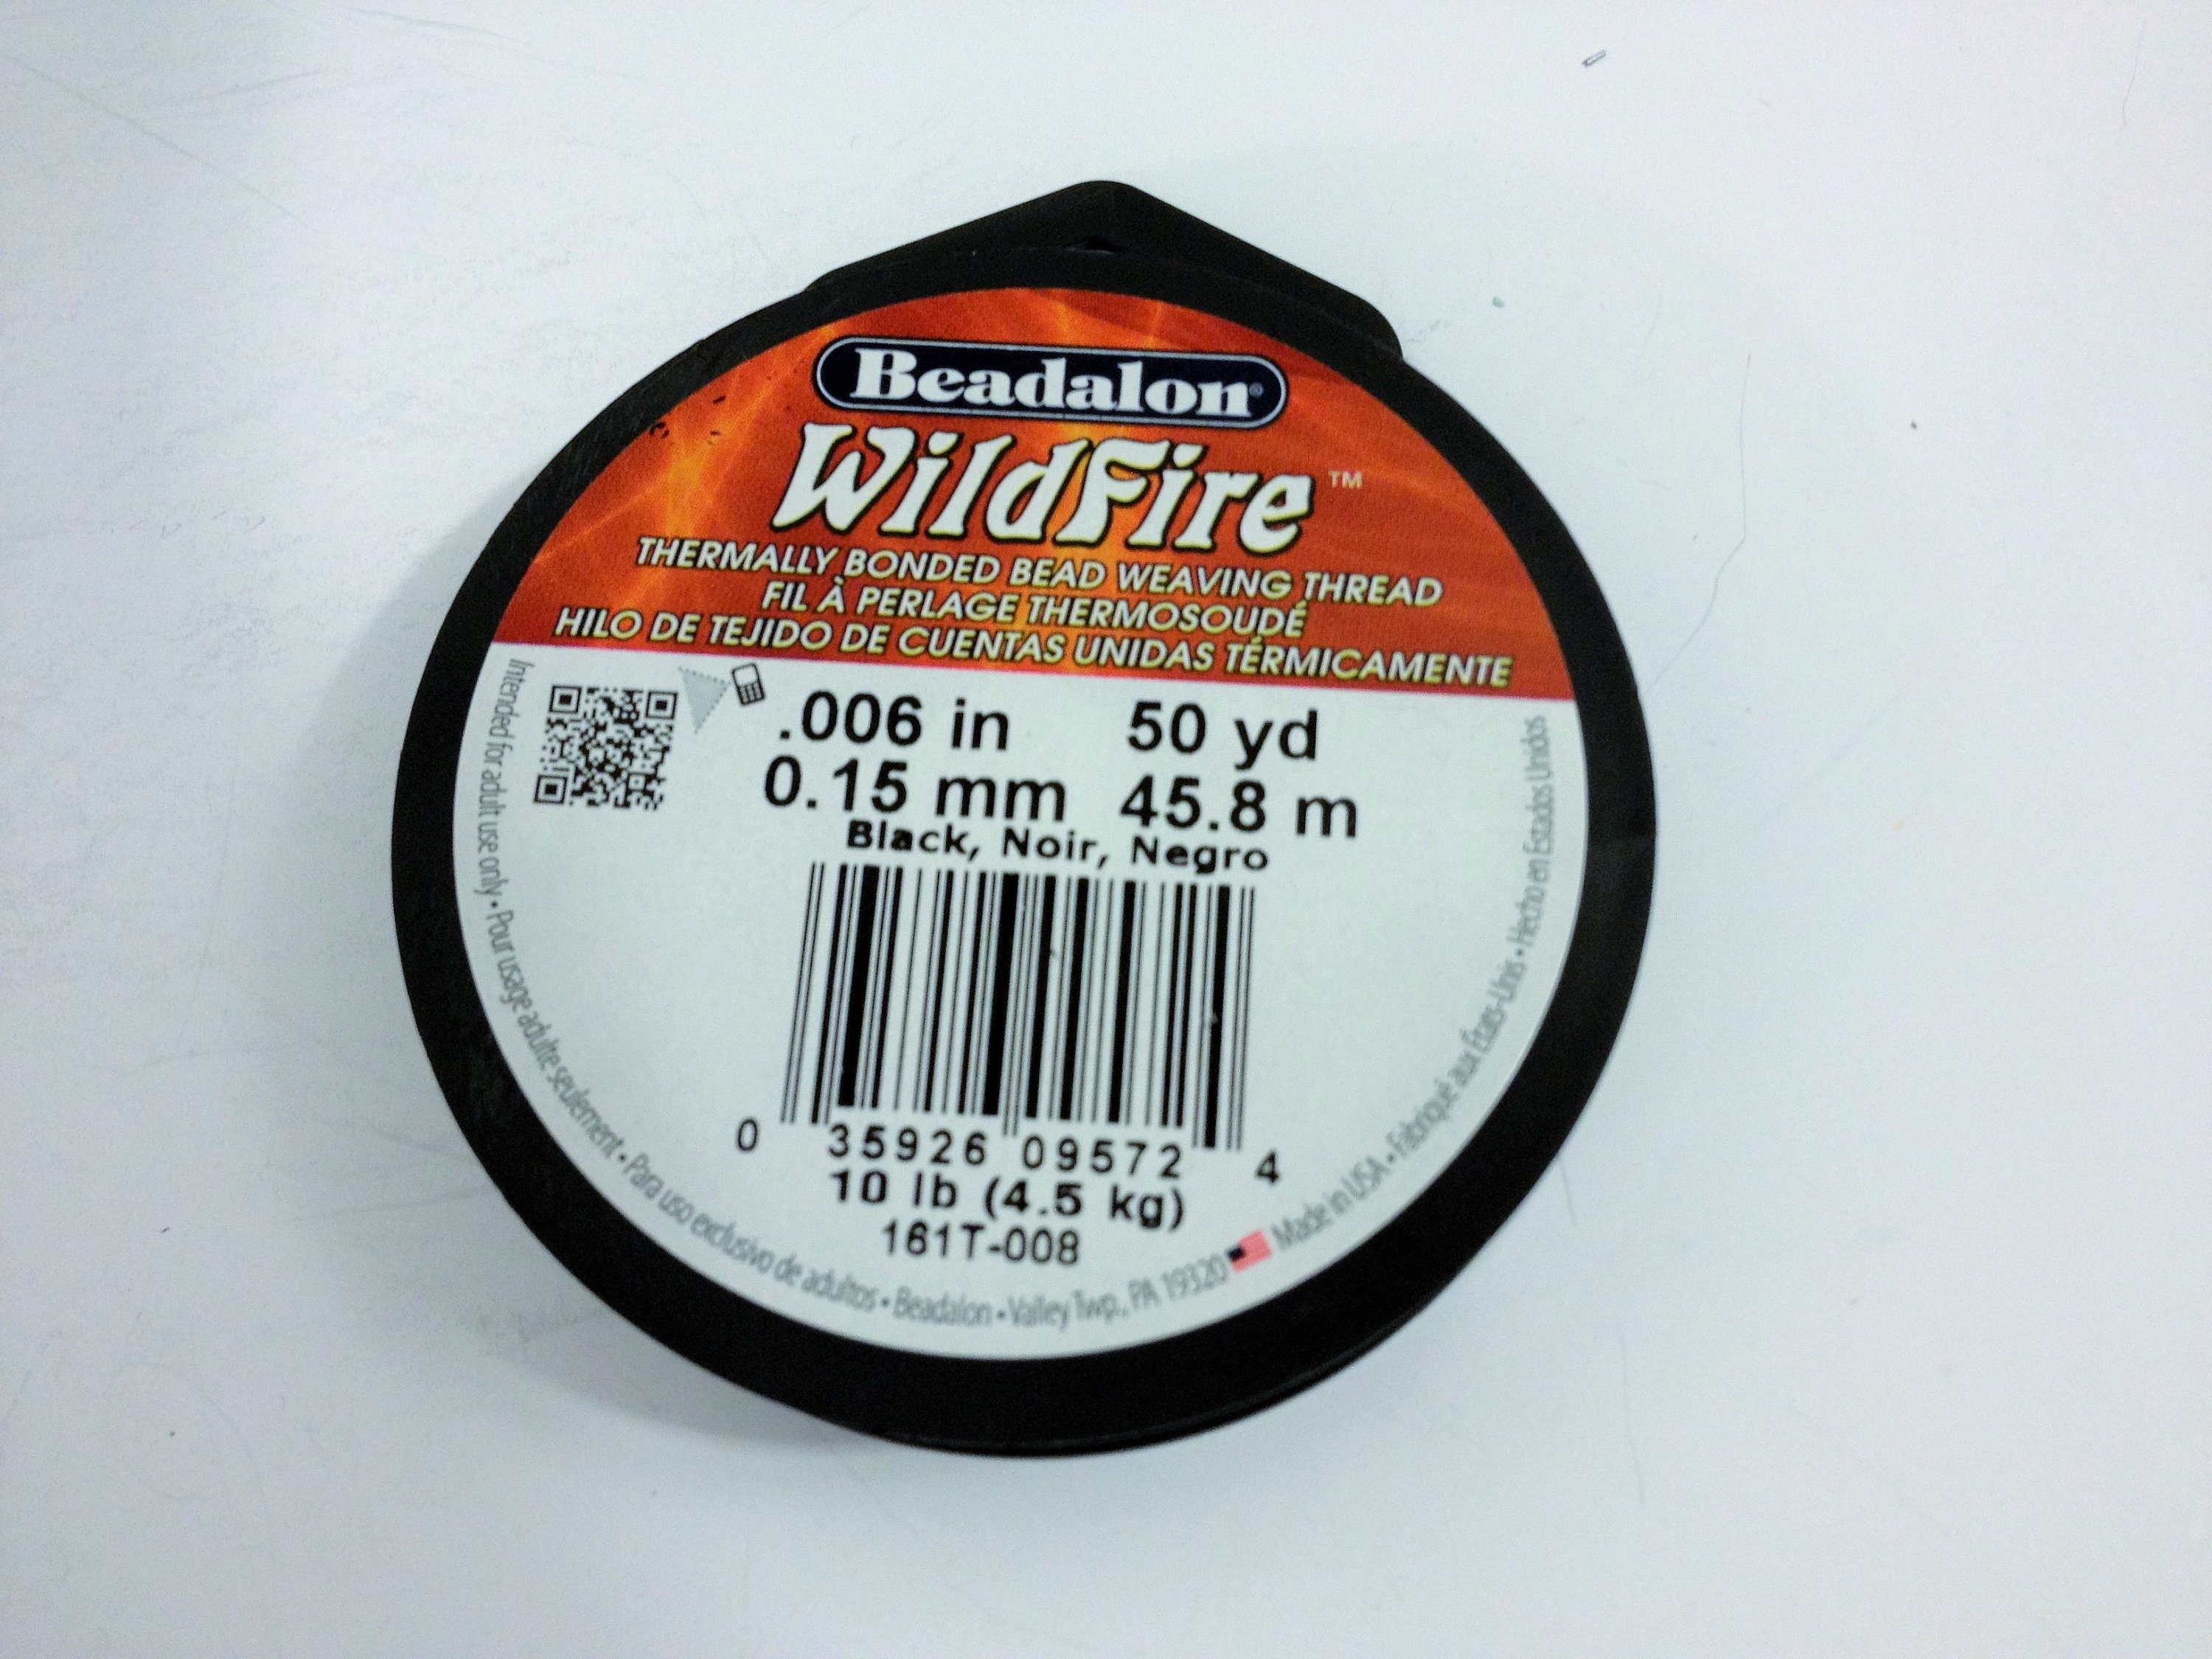 Beadalon®
WildFire™
THERMALLY BONDED BEAD WEAVING THREAD
FIL À PERLAGE THERMOSOUDÉ
HILO DE TEJIDO DE CUENTAS UNIDAS TÉRMICAMENTE
.006 in 50 yd
0.15 mm 45.8 m
Black, Noir, Negro
0 35926 09572 4
10 lb (4.5 kg)
161T-008
Intended for adult use only • Pour usage adulte seulement • Para uso exclusivo de adultos • Beadalon • Valley Twp., PA 19320 Made in USA • Fabriqué aux États-Unis • Hecho en Estados Unidos